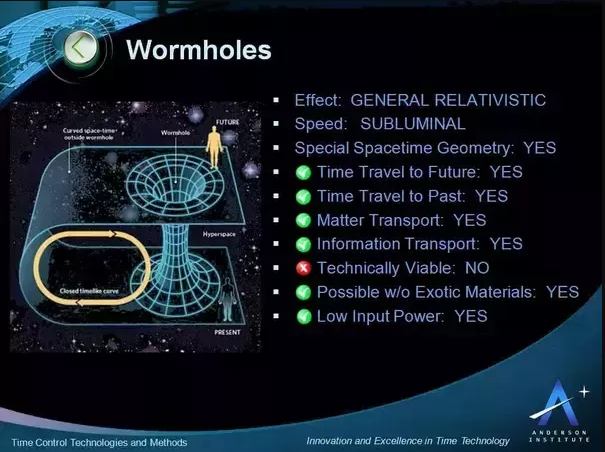 Wormholes
Effect: GENERAL RELATIVISTIC
Speed: SUBLUMINAL
Special Spacetime Geometry: YES
Time Travel to Future: YES
Time Travel to Past: YES
Matter Transport: YES
Information Transport: YES
Technically Viable: NO
Possible w/o Exotic Materials: YES
Low Input Power: YES
FUTURE
Curved space-time
outside wormhole
Wormhole
Hyperspace
Closed timelike curve
PRESENT
ANDERSON
INSTITUTE
Time Control Technologies and Methods
Innovation and Excellence in Time Technology